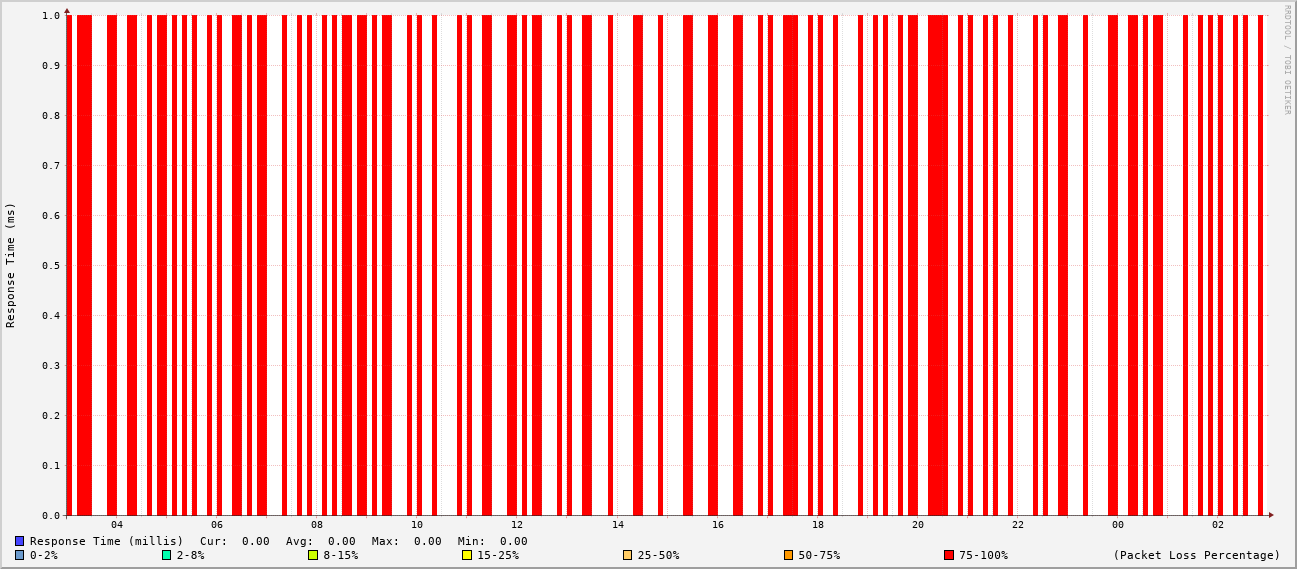 RRDTOOL / TOBI OETIKER
Response Time (ms)
1.0
0.9
0.8
0.7
0.6
0.5
0.4
0.3
0.2
0.1
0.0
04 06 08 10 12 14 16 18 20 22 00 02
Response Time (millis) Cur: 0.00 Avg: 0.00 Max: 0.00 Min: 0.00
0-2% 2-8% 8-15% 15-25% 25-50% 50-75% 75-100% (Packet Loss Percentage)